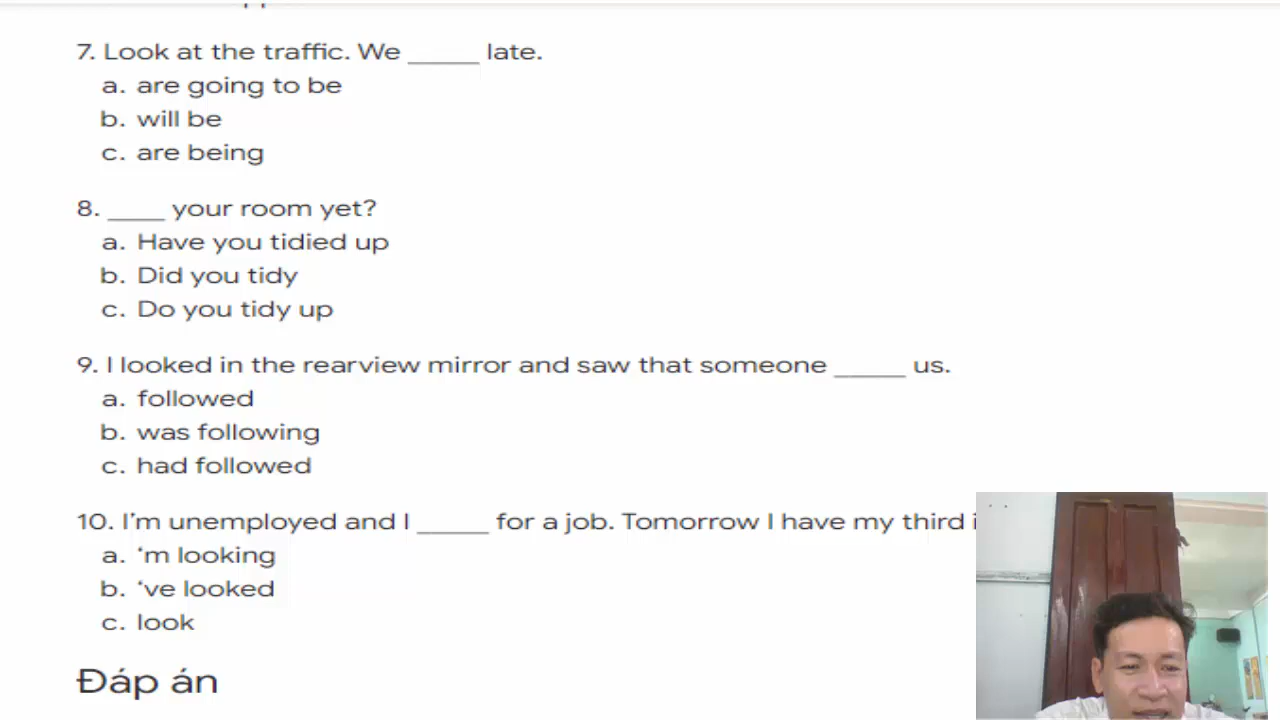 7. Look at the traffic. We _____ late.
a. are going to be
b. will be
c. are being
8. ____ your room yet?
a. Have you tidied up
b. Did you tidy
c. Do you tidy up
9. I looked in the rearview mirror and saw that someone _____ us.
a. followed
b. was following
c. had followed
10. I'm unemployed and I _____ for a job. Tomorrow I have my third
a. ‘m looking
b. ‘ve looked
c. look
Đáp án